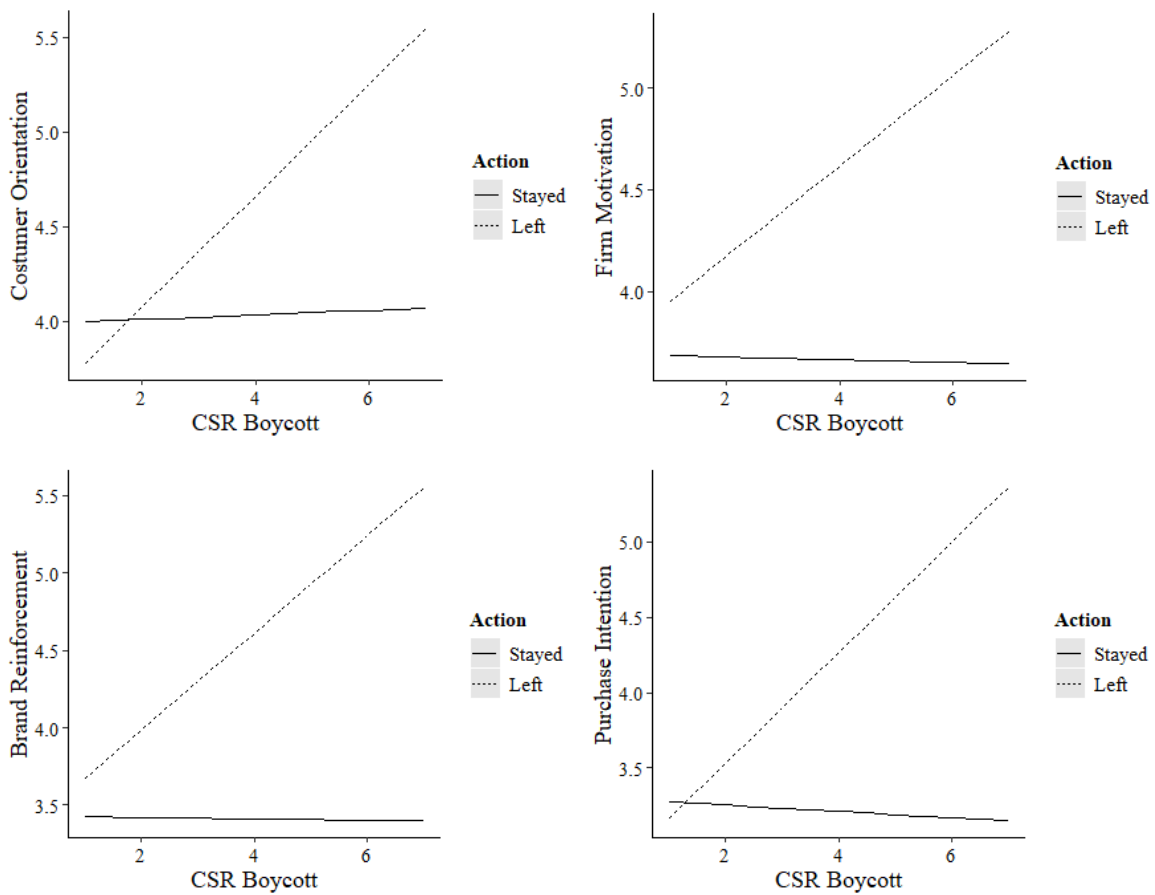 Costumer Orientation
5.5
5.0
4.5
4.0
2 4 6
CSR Boycott
Action
Stayed
Left
Firm Motivation
5.0
4.5
4.0
2 4 6
CSR Boycott
Action
Stayed
Left
Brand Reinforcement
5.5
5.0
4.5
4.0
3.5
2 4 6
CSR Boycott
Action
Stayed
Left
Purchase Intention
5.0
4.5
4.0
3.5
2 4 6
CSR Boycott
Action
Stayed
Left